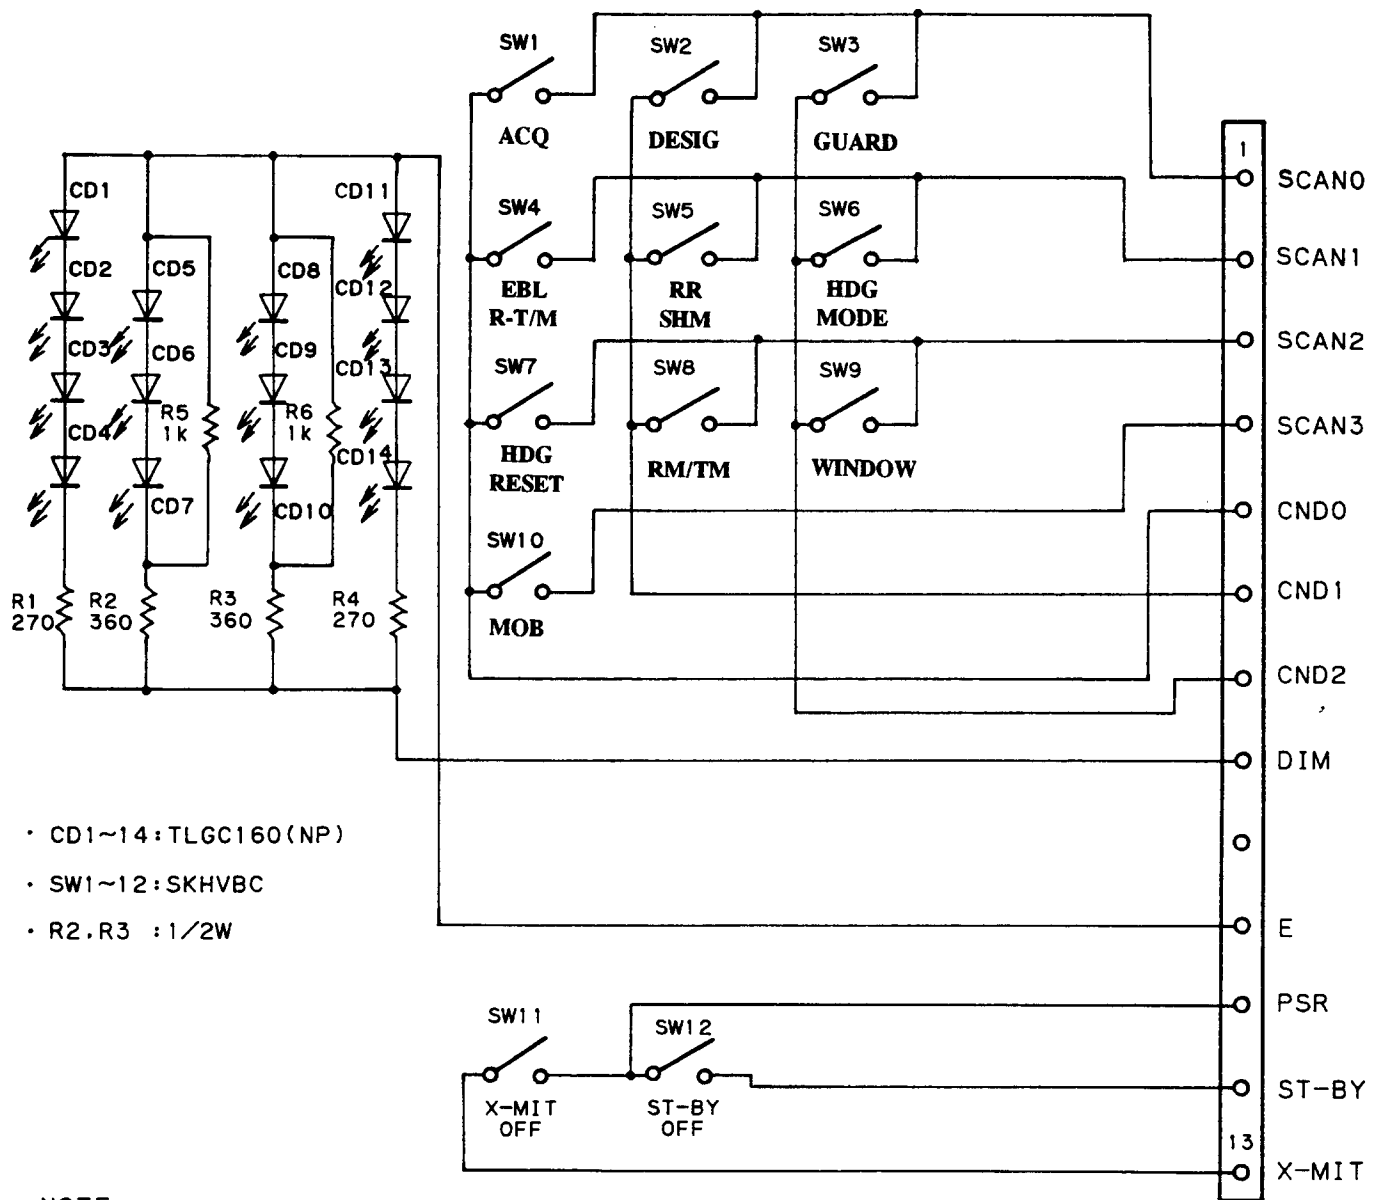 SW1
SW2
SW3
ACQ
DESIG
GUARD
1
SCAN0
CD1
CD11
SW4
SW5
SW6
SCAN1
CD2
CD5
CD8
CD12
EBL
R-T/M
RR
SHM
HDG
MODE
CD3
CD6
CD9
CD13
SCAN2
SW7
SW8
SW9
CD4
R5
1k
R6
1k
SCAN3
CD14
HDG
RESET
RM/TM
WINDOW
CD7
CD10
CND0
SW10
R1
270
R2
360
R3
360
R4
270
CND1
MOB
CND2
DIM
• CD1~14:TLGC160(NP)
• SW1~12:SKHVBC
• R2.R3 :1/2W
E
PSR
SW11
SW12
X-MIT
OFF
ST-BY
OFF
ST-BY
13
X-MIT